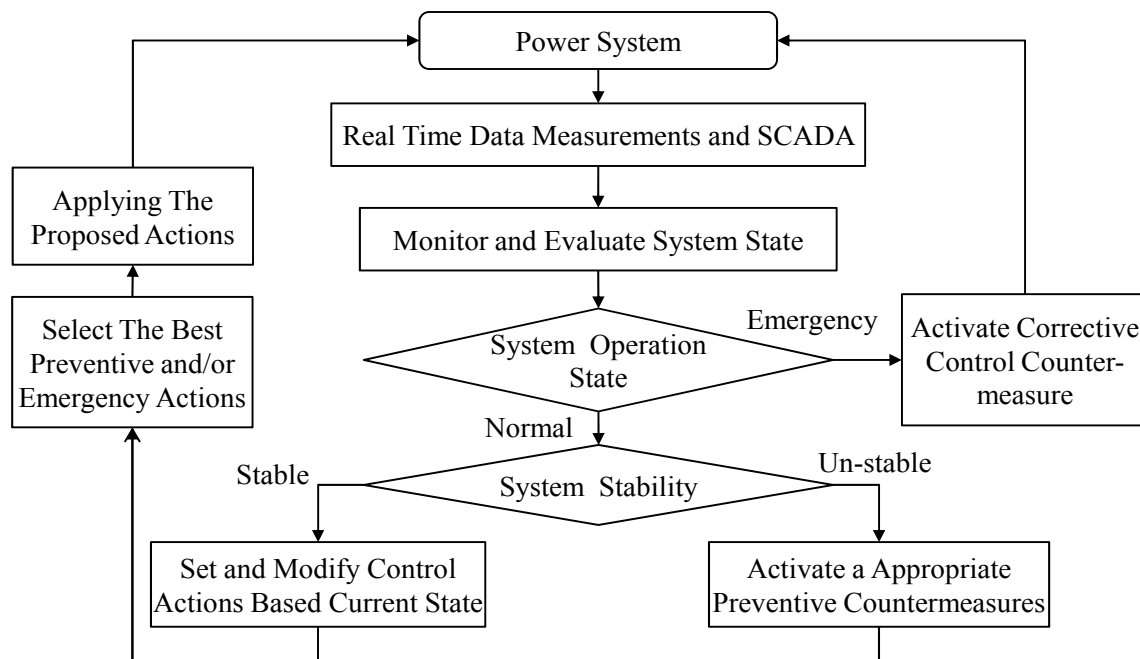 Power System
Real Time Data Measurements and SCADA
Applying The
Proposed Actions
Monitor and Evaluate System State
Select The Best
Preventive and/or
Emergency Actions
System Operation
State
Emergency
Activate Corrective
Control Counter-
measure
Normal
Stable
Un-stable
System Stability
Set and Modify Control
Actions Based Current State
Activate a Appropriate
Preventive Countermeasures